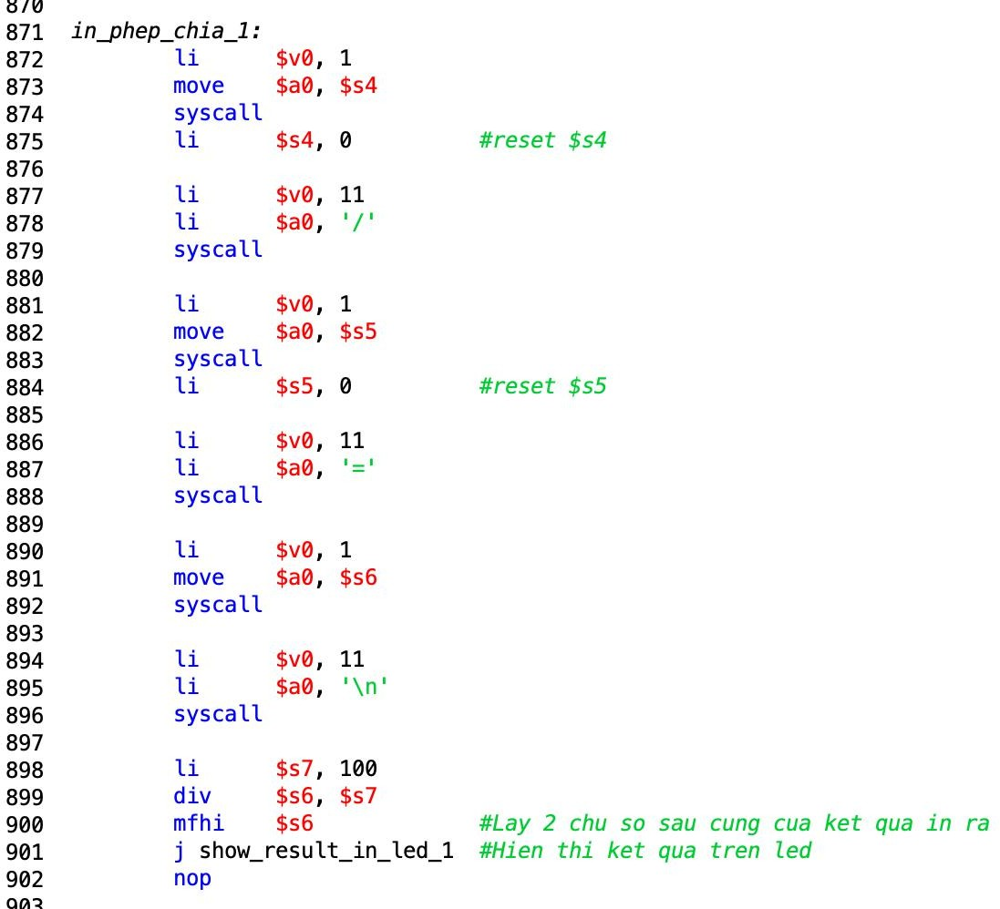 870
871 in_phep_chia_1:
872 li $v0, 1
873 move $a0, $s4
874 syscall
875 li $s4, 0 #reset $s4
876
877 li $v0, 11
878 li $a0, '/'
879 syscall
880
881 li $v0, 1
882 move $a0, $s5
883 syscall
884 li $s5, 0 #reset $s5
885
886 li $v0, 11
887 li $a0, '='
888 syscall
889
890 li $v0, 1
891 move $a0, $s6
892 syscall
893
894 li $v0, 11
895 li $a0, '\n'
896 syscall
897
898 li $s7, 100
899 div $s6, $s7
900 mfhi $s6 #Lay 2 chu so sau cung cua ket qua in ra
901 j show_result_in_led_1 #Hien thi ket qua tren led
902 nop
903